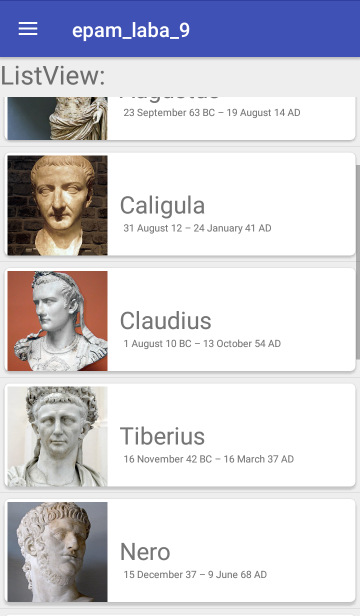 epam_laba_9
ListView:
Augustus
23 September 63 BC – 19 August 14 AD
Caligula
31 August 12 – 24 January 41 AD
Claudius
1 August 10 BC – 13 October 54 AD
Tiberius
16 November 42 BC – 16 March 37 AD
Nero
15 December 37 – 9 June 68 AD